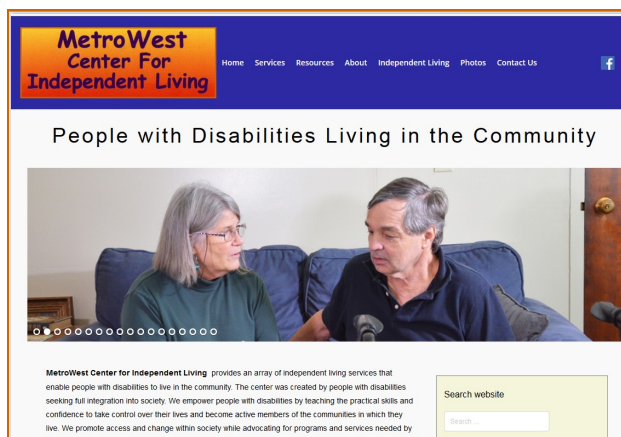 MetroWest
Center For
Independent Living
Home Services Resources About Independent Living Photos Contact Us
f
People with Disabilities Living in the Community
MetroWest Center for Independent Living provides an array of independent living services that
enable people with disabilities to live in the community. The center was created by people with disabilities
seeking full integration into society. We empower people with disabilities by teaching the practical skills and
confidence to take control over their lives and become active members of the communities in which they
live. We promote access and change within society while advocating for programs and services needed by
Search website
Search ...